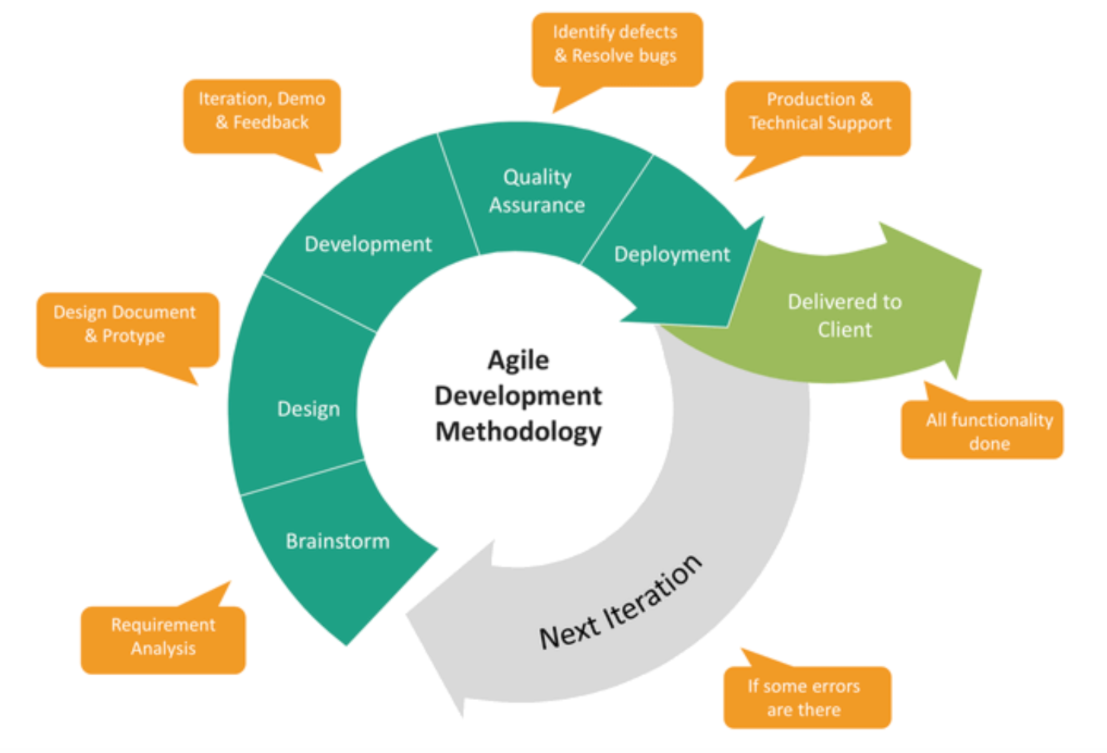 Identify defects
& Resolve bugs
Iteration, Demo
& Feedback
Production &
Technical Support
Quality
Assurance
Development
Deployment
Design Document
& Protype
Delivered to
Client
Agile
Development
Methodology
Design
All functionality
done
Brainstorm
Next Iteration
Requirement
Analysis
If some errors
are there